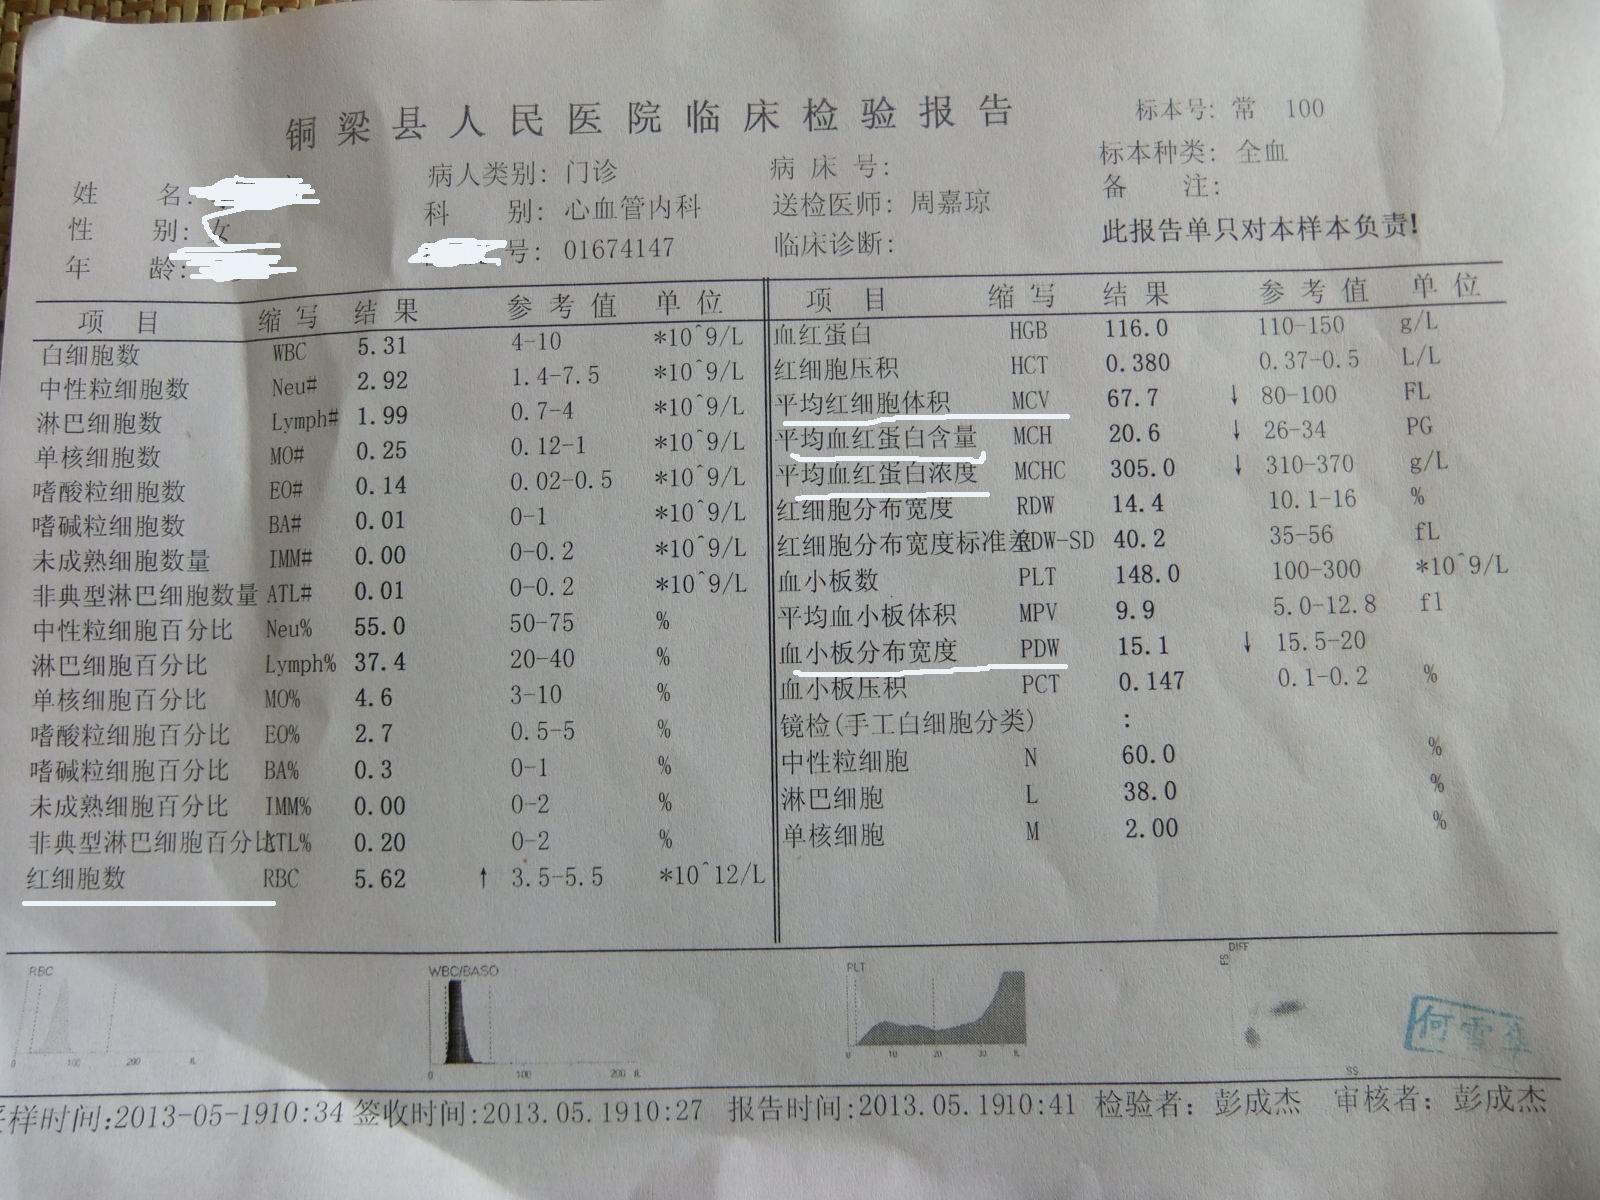 铜梁县人民医院临床检验报告
标本号: 常 100
姓 名:
病人类别: 门诊
病 床 号:
标本种类: 全血
性 别: 女
科 别: 心血管内科
送检医师: 周嘉琼
备 注:
年 龄:
号: 01674147
临床诊断:
此报告单只对本样本负责!
项 目 缩 写 结 果 参 考 值 单 位
白细胞数 WBC 5.31 4-10 *10^9/L
中性粒细胞数 Neu# 2.92 1.4-7.5 *10^9/L
淋巴细胞数 Lymph# 1.99 0.7-4 *10^9/L
单核细胞数 MO# 0.25 0.12-1 *10^9/L
嗜酸粒细胞数 EO# 0.14 0.02-0.5 *10^9/L
嗜碱粒细胞数 BA# 0.01 0-1 *10^9/L
未成熟细胞数量 IMM# 0.00 0-0.2 *10^9/L
非典型淋巴细胞数量 ATL# 0.01 0-0.2 *10^9/L
中性粒细胞百分比 Neu% 55.0 50-75 %
淋巴细胞百分比 Lymph% 37.4 20-40 %
单核细胞百分比 MO% 4.6 3-10 %
嗜酸粒细胞百分比 EO% 2.7 0.5-5 %
嗜碱粒细胞百分比 BA% 0.3 0-1 %
未成熟细胞百分比 IMM% 0.00 0-2 %
非典型淋巴细胞百分比 ATL% 0.20 0-2 %
红细胞数 RBC 5.62 ↑ 3.5-5.5 *10^12/L
项 目 缩 写 结 果 参 考 值 单 位
血红蛋白 HGB 116.0 110-150 g/L
红细胞压积 HCT 0.380 0.37-0.5 L/L
平均红细胞体积 MCV 67.7 ↓ 80-100 FL
平均血红蛋白含量 MCH 20.6 ↓ 26-34 PG
平均血红蛋白浓度 MCHC 305.0 ↓ 310-370 g/L
红细胞分布宽度 RDW 14.4 10.1-16 %
红细胞分布宽度标准差 RDW-SD 40.2 35-56 fL
血小板数 PLT 148.0 100-300 *10^9/L
平均血小板体积 MPV 9.9 5.0-12.8 fl
血小板分布宽度 PDW 15.1 ↓ 15.5-20
血小板压积 PCT 0.147 0.1-0.2 %
镜检(手工白细胞分类) :
中性粒细胞 N 60.0 %
淋巴细胞 L 38.0 %
单核细胞 M 2.00 %
RBC
0 100 200 fL
WBC/BASO
0 100 200 fL
PLT
0 10 20 30 fL
DIFF
FS
SS
何雪
采样时间:2013-05-1910:34 签收时间:2013.05.1910:27 报告时间:2013.05.1910:41 检验者: 彭成杰 审核者: 彭成杰